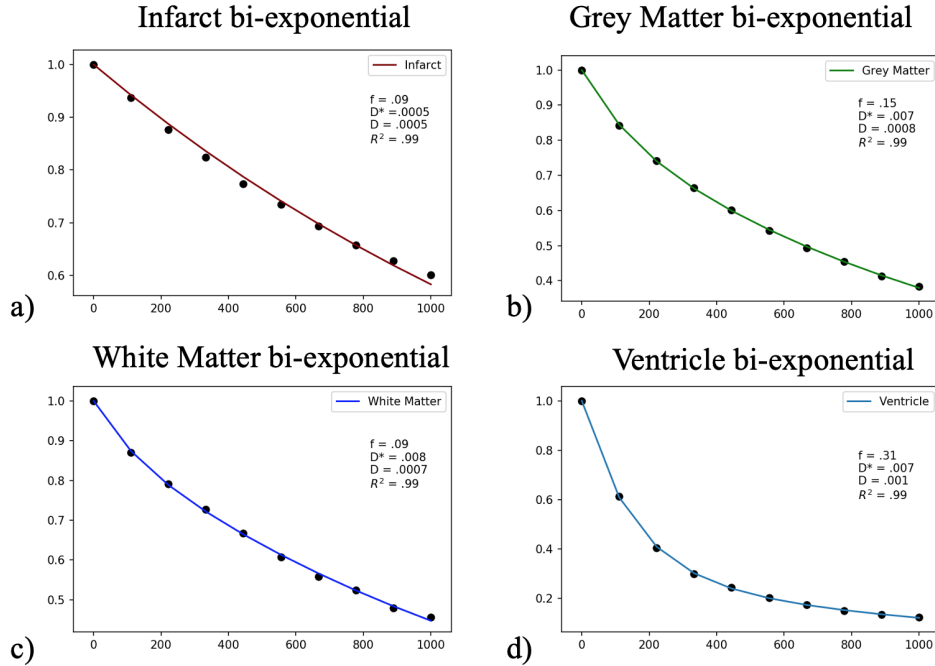 Infarct bi-exponential
1.0
0.9
0.8
0.7
0.6
0
200
400
600
800
1000
Infarct
f = .09
D* =.0005
D = .0005
R² = .99
a)
Grey Matter bi-exponential
1.0
0.9
0.8
0.7
0.6
0.5
0.4
0
200
400
600
800
1000
Grey Matter
f = .15
D* = .007
D = .0008
R² = .99
b)
White Matter bi-exponential
1.0
0.9
0.8
0.7
0.6
0.5
0
200
400
600
800
1000
White Matter
f = .09
D* = .008
D = .0007
R² = .99
c)
Ventricle bi-exponential
1.0
0.8
0.6
0.4
0.2
0
200
400
600
800
1000
Ventricle
f = .31
D* = .007
D = .001
R² = .99
d)